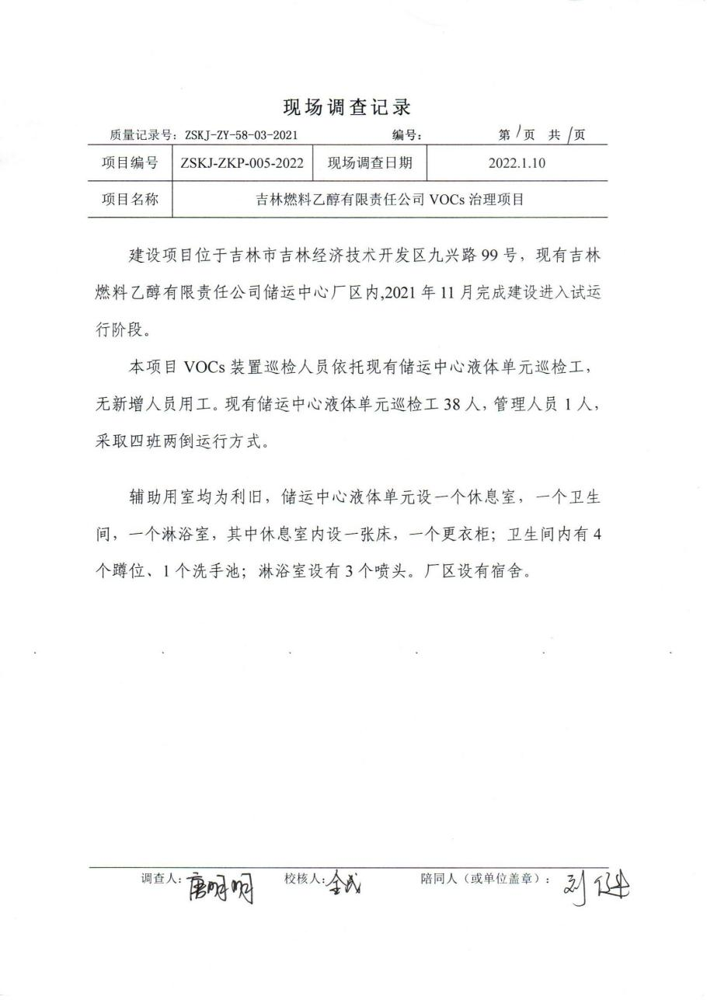 现场调查记录
质量记录号：ZSKJ-ZY-58-03-2021 编号： 第1页 共1页
项目编号 ZSKJ-ZKP-005-2022 现场调查日期 2022.1.10
项目名称 吉林燃料乙醇有限责任公司 VOCs 治理项目
建设项目位于吉林市吉林经济技术开发区九兴路 99 号，现有吉林
燃料乙醇有限责任公司储运中心厂区内,2021 年 11 月完成建设进入试运
行阶段。
本项目 VOCs 装置巡检人员依托现有储运中心液体单元巡检工，
无新增人员用工。现有储运中心液体单元巡检工 38 人，管理人员 1 人，
采取四班两倒运行方式。
辅助用室均为利旧，储运中心液体单元设一个休息室，一个卫生
间，一个淋浴室，其中休息室内设一张床，一个更衣柜；卫生间内有 4
个蹲位、1 个洗手池；淋浴室设有 3 个喷头。厂区设有宿舍。
调查人：唐明明 校核人： 陪同人（或单位盖章）：刘